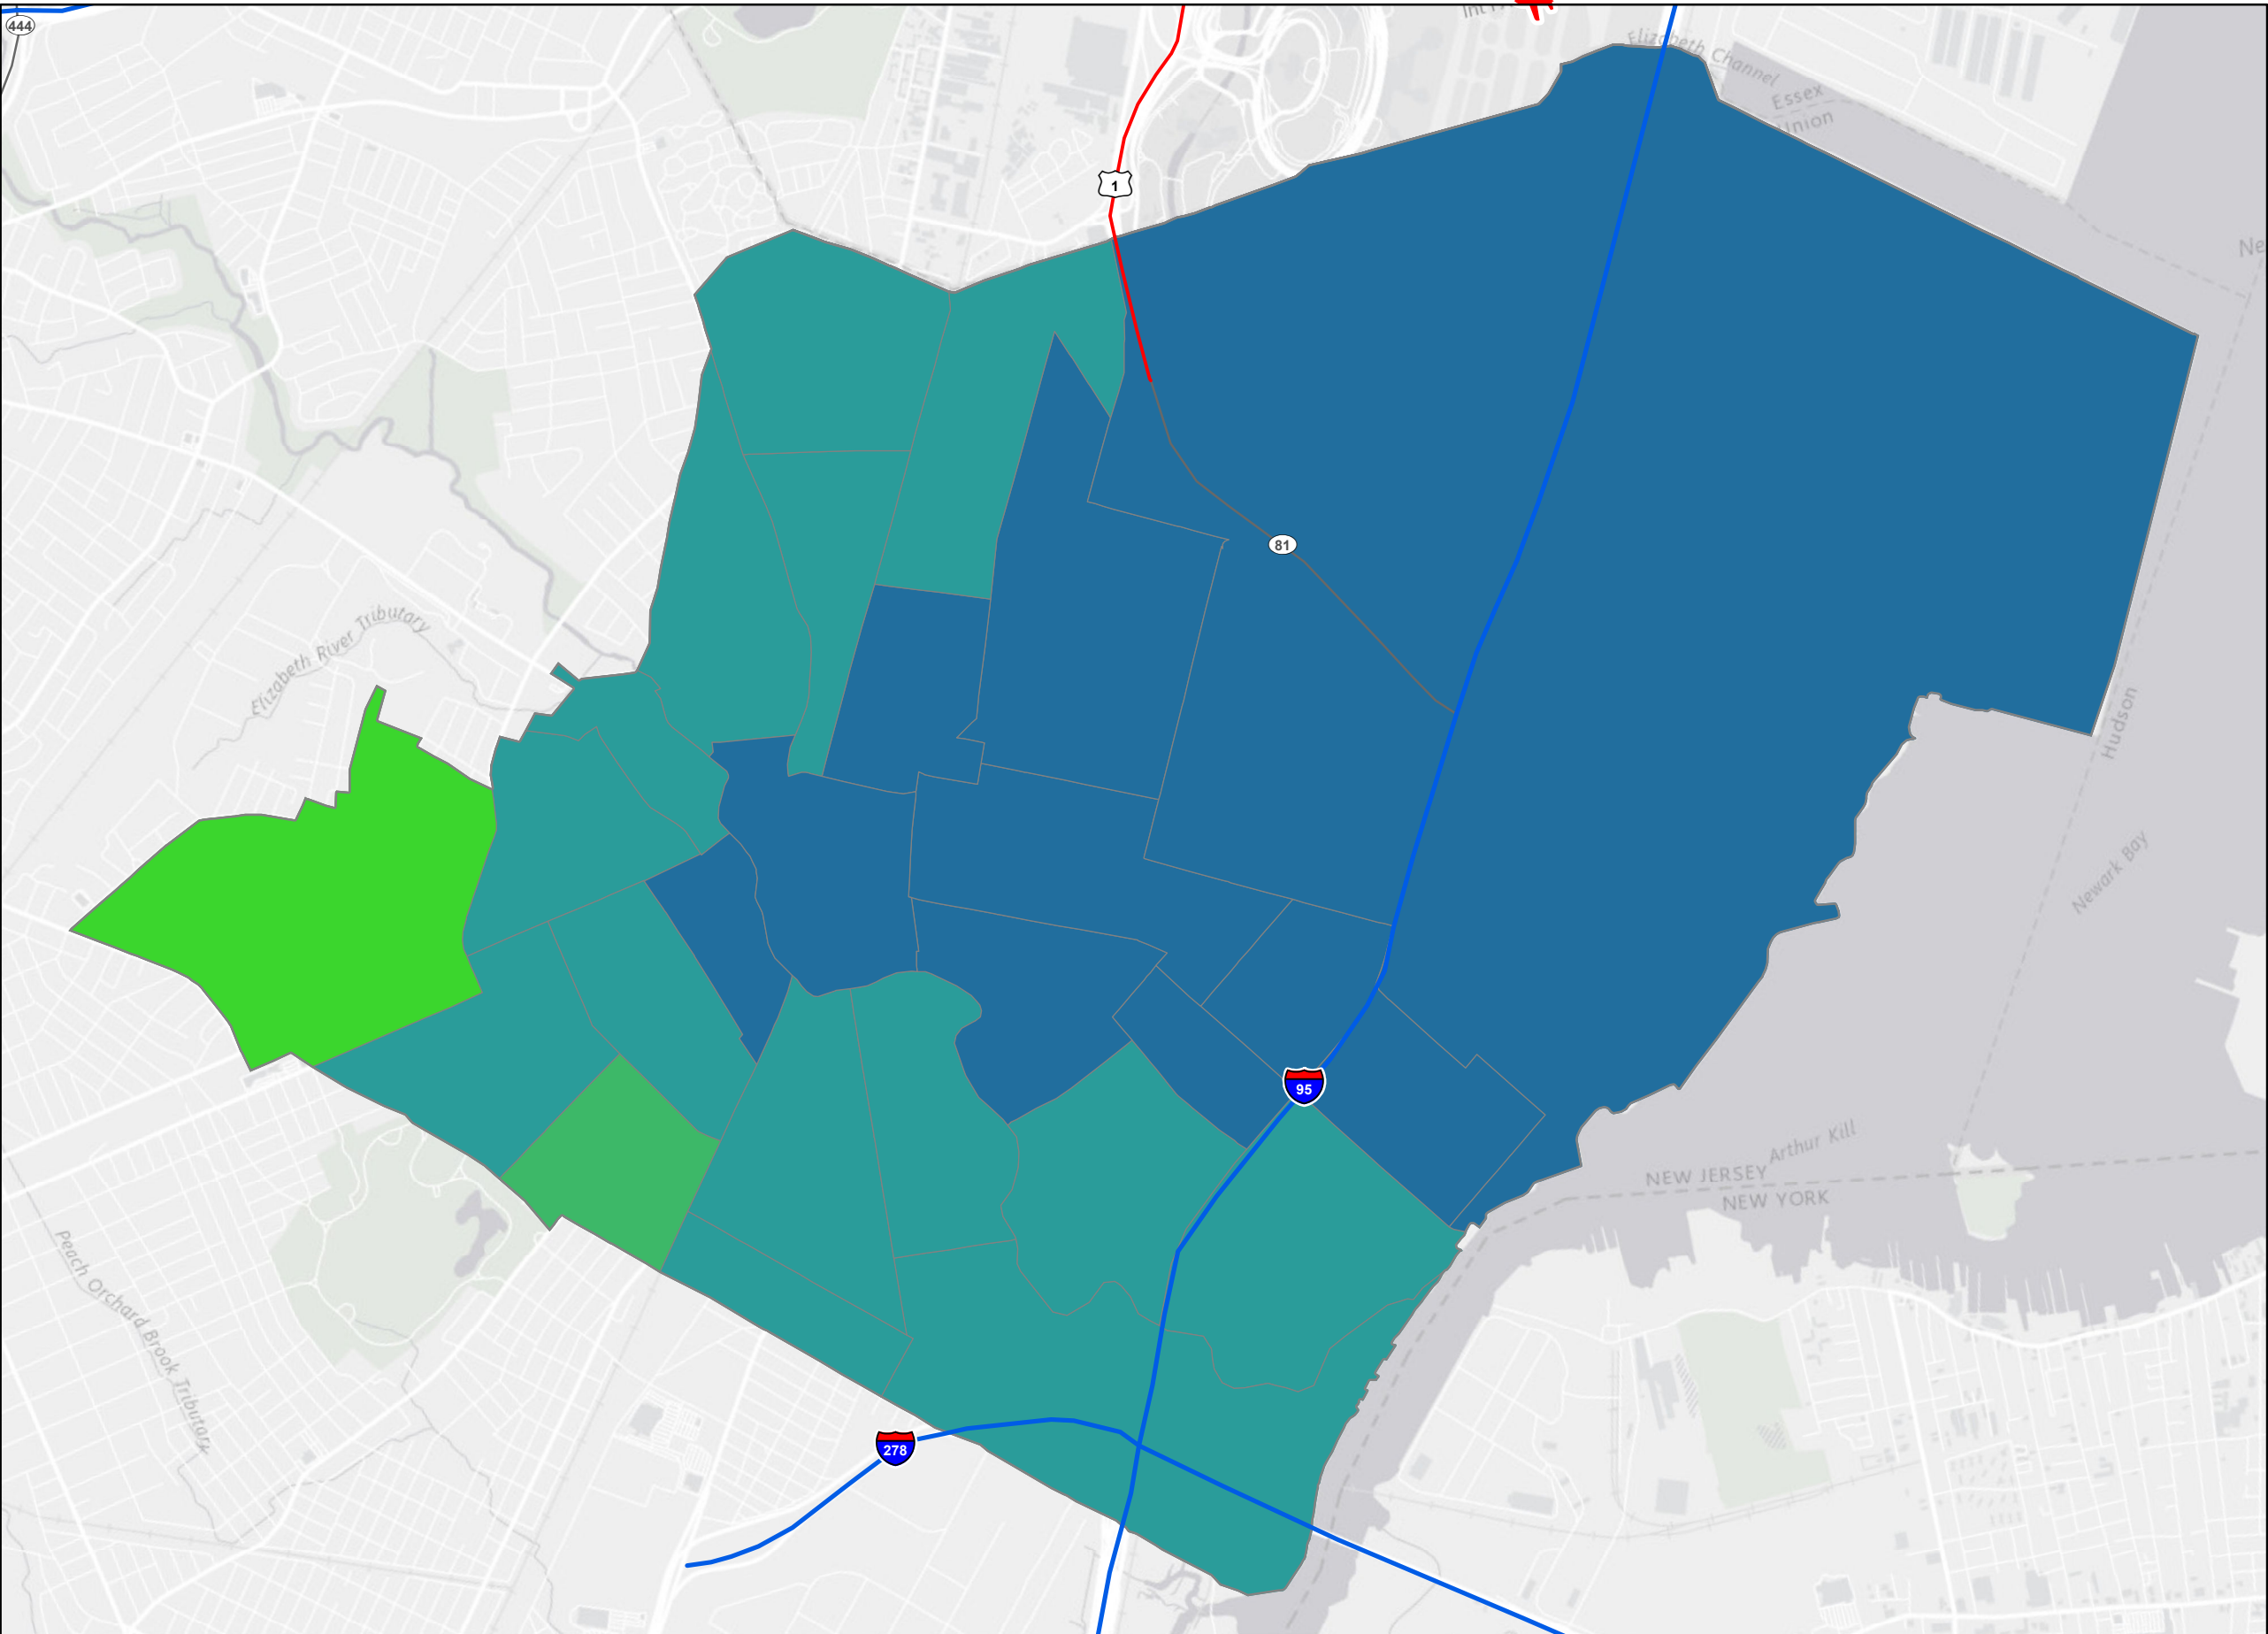 444
Elizabeth Channel
Essex
Union
1
81
Elizabeth River Tributary
Hudson
Newark Bay
95
Arthur Kill
NEW JERSEY
NEW YORK
Peach Orchard Brook Tributary
278